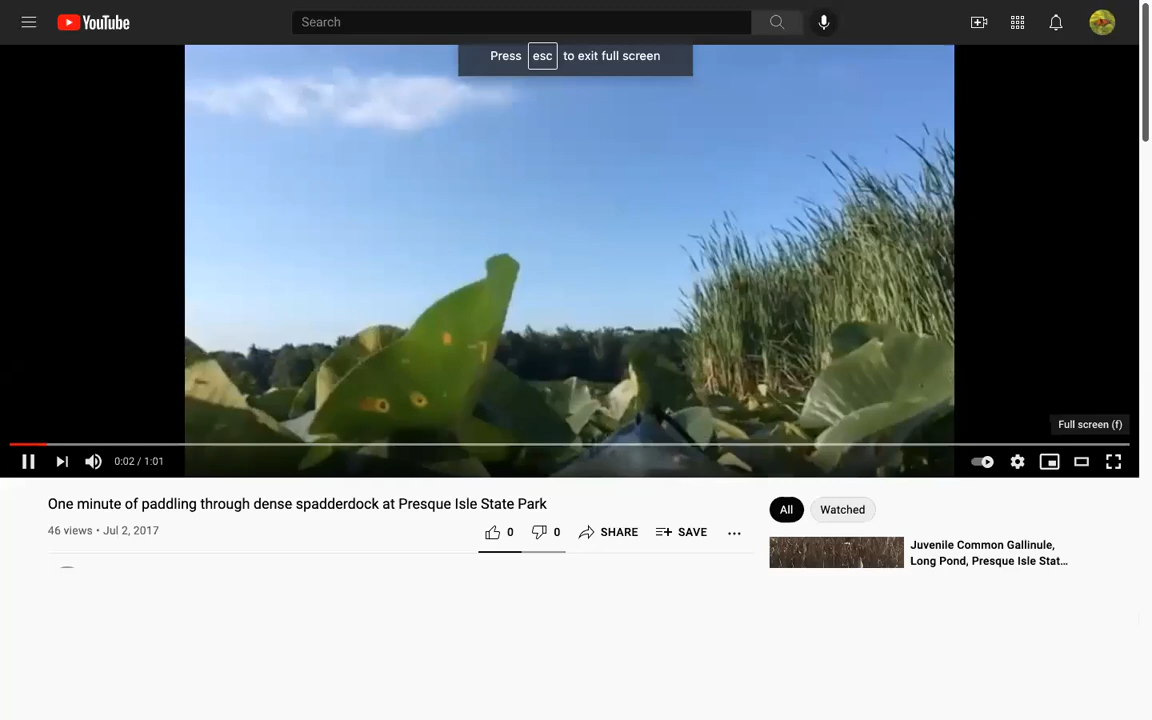 YouTube
Search
Press esc to exit full screen
Full screen (f)
0:02 / 1:01
One minute of paddling through dense spadderdock at Presque Isle State Park
46 views • Jul 2, 2017
0
0
SHARE
SAVE
All
Watched
Juvenile Common Gallinule,
Long Pond, Presque Isle Stat...